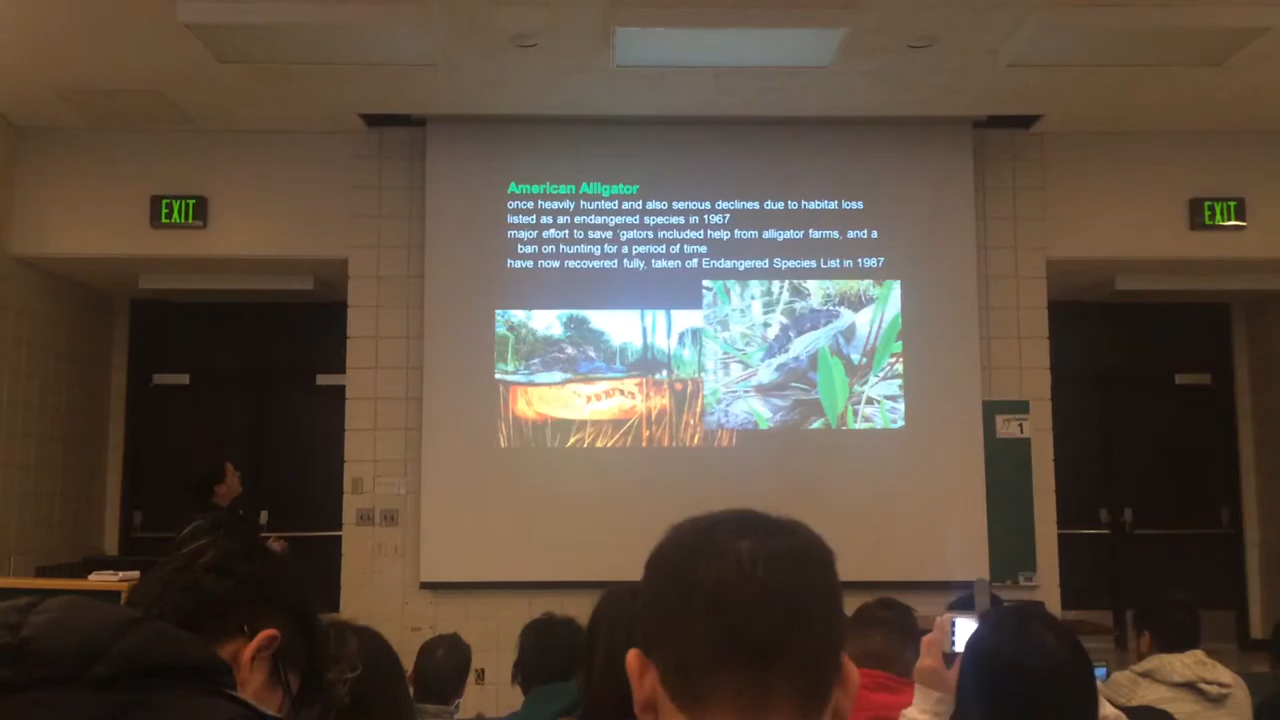 American Alligator
once heavily hunted and also serious declines due to habitat loss
listed as an endangered species in 1967
major effort to save 'gators included help from alligator farms, and a
ban on hunting for a period of time
have now recovered fully, taken off Endangered Species List in 1987
EXIT
EXIT
1